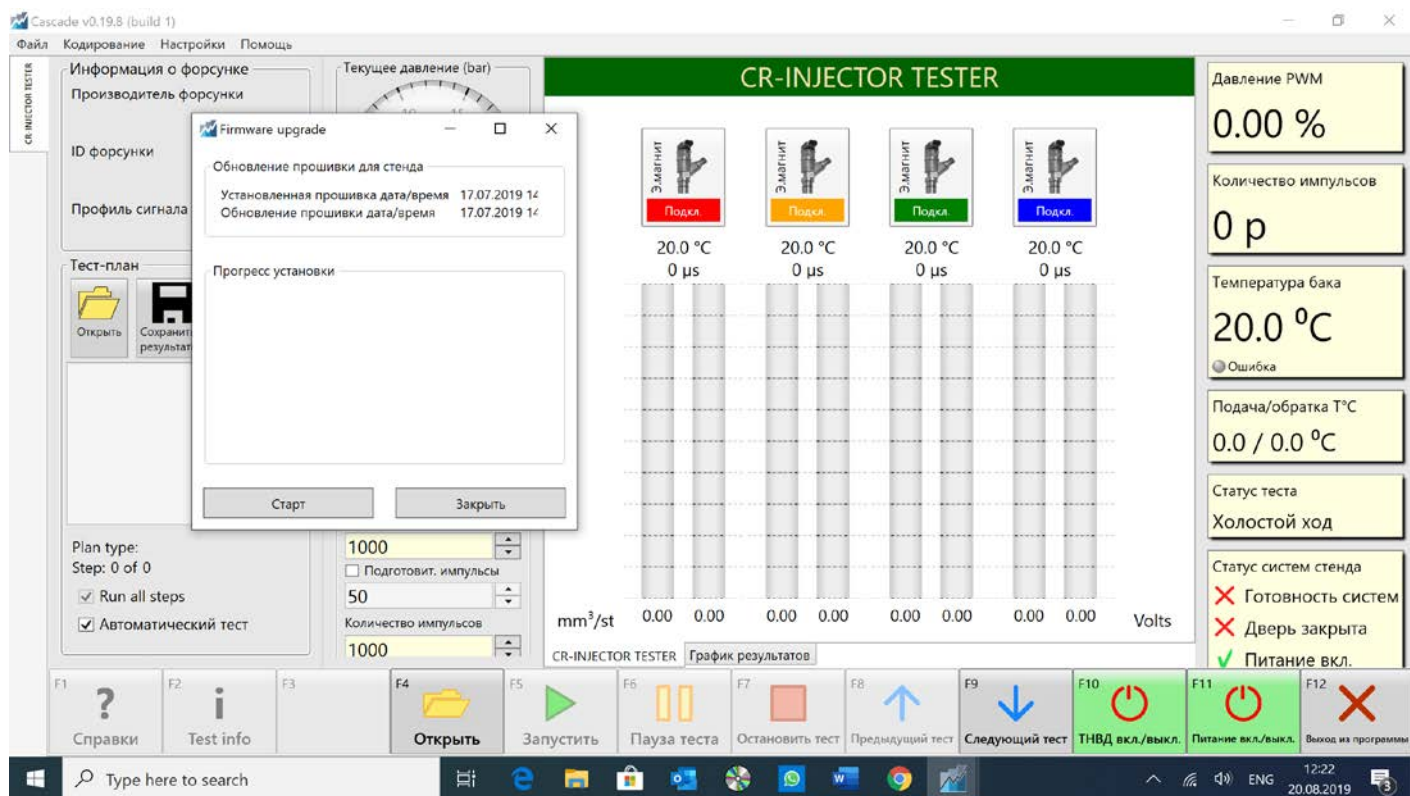 Cascade v0.19.8 (build 1)
Файл Кодирование Настройки Помощь
CR-INJECTOR TESTER
Информация о форсунке
Производитель форсунки
ID форсунки
Профиль сигнала
Текущее давление (bar)
Firmware upgrade
Обновление прошивки для стенда
Установленная прошивка дата/время 17.07.2019 14
Обновление прошивки дата/время 17.07.2019 14
Прогресс установки
Старт Закрыть
Тест-план
Открыть
Сохранит
результат
Plan type:
Step: 0 of 0
Run all steps
Автоматический тест
1000
Подготовит. импульсы
50
Количество импульсов
1000
CR-INJECTOR TESTER
Э.магнит Э.магнит Э.магнит Э.магнит
Подкл. Подкл. Подкл. Подкл.
20.0 °C 20.0 °C 20.0 °C 20.0 °C
0 µs 0 µs 0 µs 0 µs
mm³/st 0.00 0.00 0.00 0.00 0.00 0.00 0.00 0.00 Volts
CR-INJECTOR TESTER График результатов
Давление PWM
0.00 %
Количество импульсов
0 p
Температура бака
20.0 °C
Ошибка
Подача/обратка T°C
0.0 / 0.0 °C
Статус теста
Холостой ход
Статус систем стенда
Готовность систем
Дверь закрыта
Питание вкл.
F1 F2 F3 F4 F5 F6 F7 F8 F9 F10 F11 F12
Справки Test info Открыть Запустить Пауза теста Остановить тест Предыдущий тест Следующий тест ТНВД вкл./выкл. Питание вкл./выкл. Выход из программы
Type here to search
ENG
12:22
20.08.2019
3